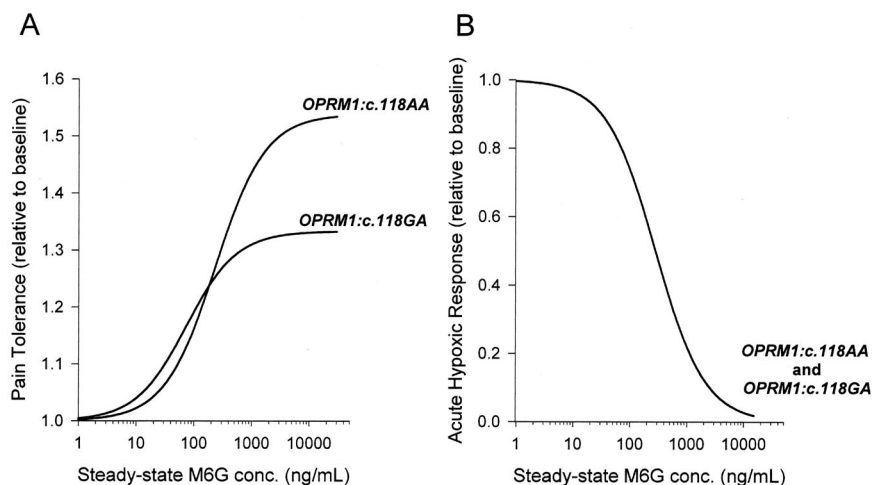 A
Pain Tolerance (relative to baseline)
1.6
1.5
1.4
1.3
1.2
1.1
1.0
OPRM1:c.118AA
OPRM1:c.118GA
1 10 100 1000 10000
Steady-state M6G conc. (ng/mL)
B
Acute Hypoxic Response (relative to baseline)
1.0
0.8
0.6
0.4
0.2
0.0
OPRM1:c.118AA
and
OPRM1:c.118GA
1 10 100 1000 10000
Steady-state M6G conc. (ng/mL)